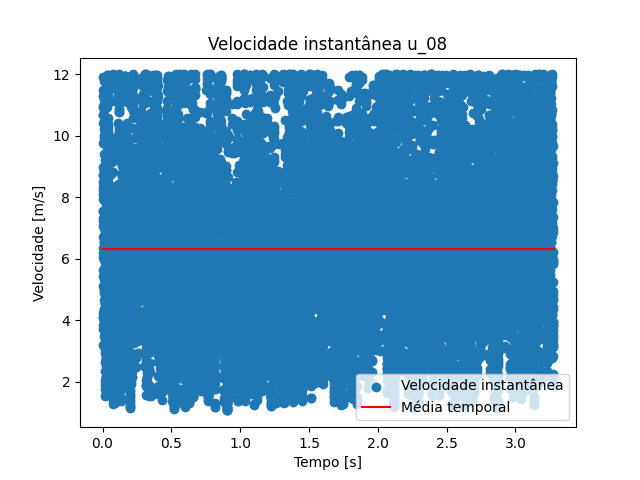 Velocidade instantânea u_08
12
10
8
6
4
2
Velocidade [m/s]
0.0 0.5 1.0 1.5 2.0 2.5 3.0
Tempo [s]
Velocidade instantânea
Média temporal